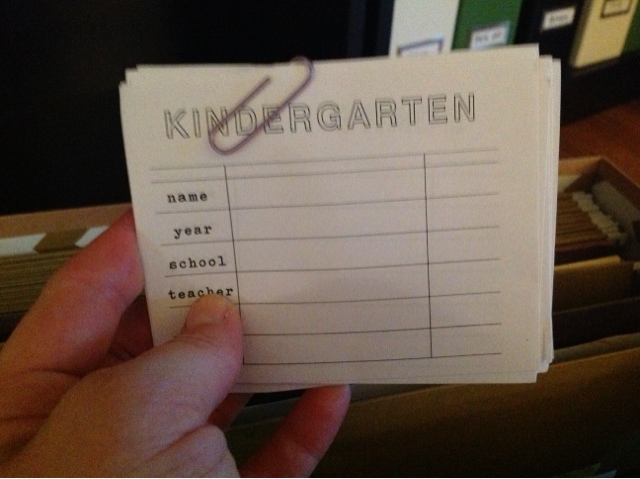 KINDERGARTEN
name
year
school
teacher